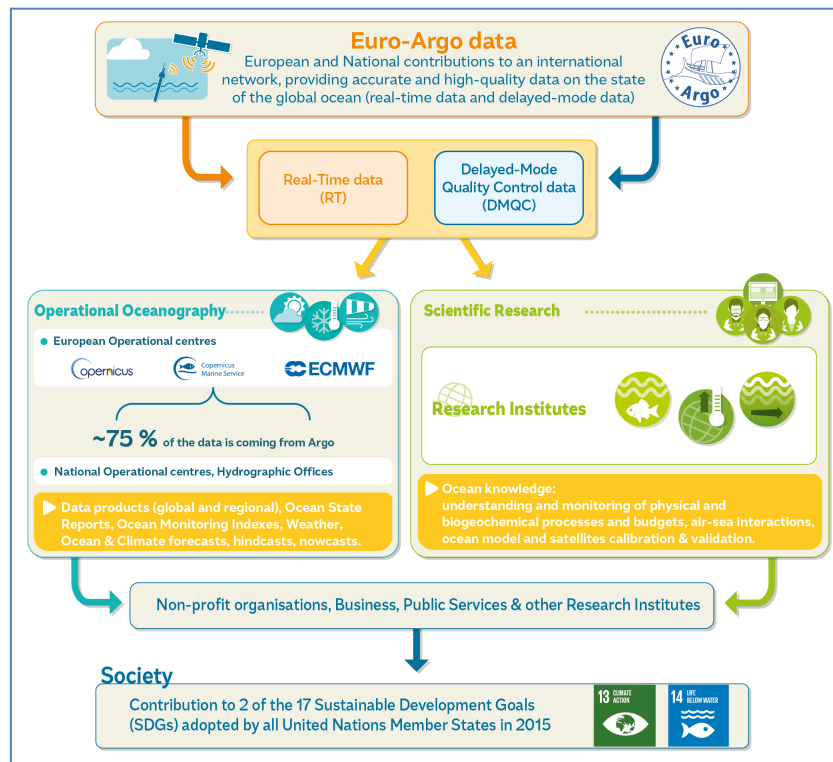 Euro-Argo data
European and National contributions to an international
network, providing accurate and high-quality data on the state
of the global ocean (real-time data and delayed-mode data)
Euro
Argo
Real-Time data
(RT)
Delayed-Mode
Quality Control data
(DMQC)
Operational Oceanography
European Operational centres
Copernicus
Copernicus
Marine Service
ECMWF
~75 % of the data is coming from Argo
National Operational centres, Hydrographic Offices
Data products (global and regional), Ocean State
Reports, Ocean Monitoring Indexes, Weather,
Ocean & Climate forecasts, hindcasts, nowcasts.
Scientific Research
Research Institutes
Ocean knowledge:
understanding and monitoring of physical and
biogeochemical processes and budgets, air-sea interactions,
ocean model and satellites calibration & validation.
Non-profit organisations, Business, Public Services & other Research Institutes
Society
Contribution to 2 of the 17 Sustainable Development Goals
(SDGs) adopted by all United Nations Member States in 2015
13 CLIMATE
ACTION
14 LIFE
BELOW WATER